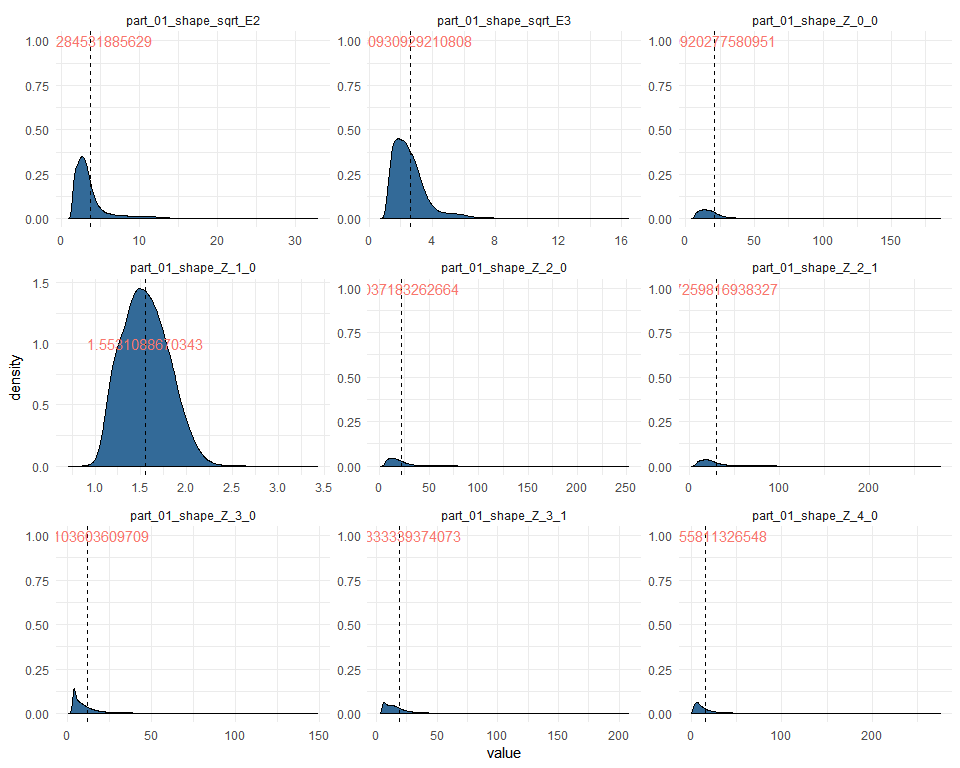 part_01_shape_sqrt_E2 part_01_shape_sqrt_E3 part_01_shape_Z_0_0
1.00 284531885629 1.00 0930929210808 1.00 920277580951
0.75 0.75 0.75
0.50 0.50 0.50
0.25 0.25 0.25
0.00 0.00 0.00
0 10 20 30 0 4 8 12 16 0 50 100 150
part_01_shape_Z_1_0 part_01_shape_Z_2_0 part_01_shape_Z_2_1
1.5 1.00 037183262664 1.00 7259816938327
0.75 0.75
1.0 1.5531088670343
0.50 0.50
0.5 0.25 0.25
0.0 0.00 0.00
1.0 1.5 2.0 2.5 3.0 3.5 0 50 100 150 200 250 0 100 200
density
part_01_shape_Z_3_0 part_01_shape_Z_3_1 part_01_shape_Z_4_0
1.00 103603609709 1.00 333339374073 1.00 55811326548
0.75 0.75 0.75
0.50 0.50 0.50
0.25 0.25 0.25
0.00 0.00 0.00
0 50 100 150 0 50 100 150 200 0 100 200
value